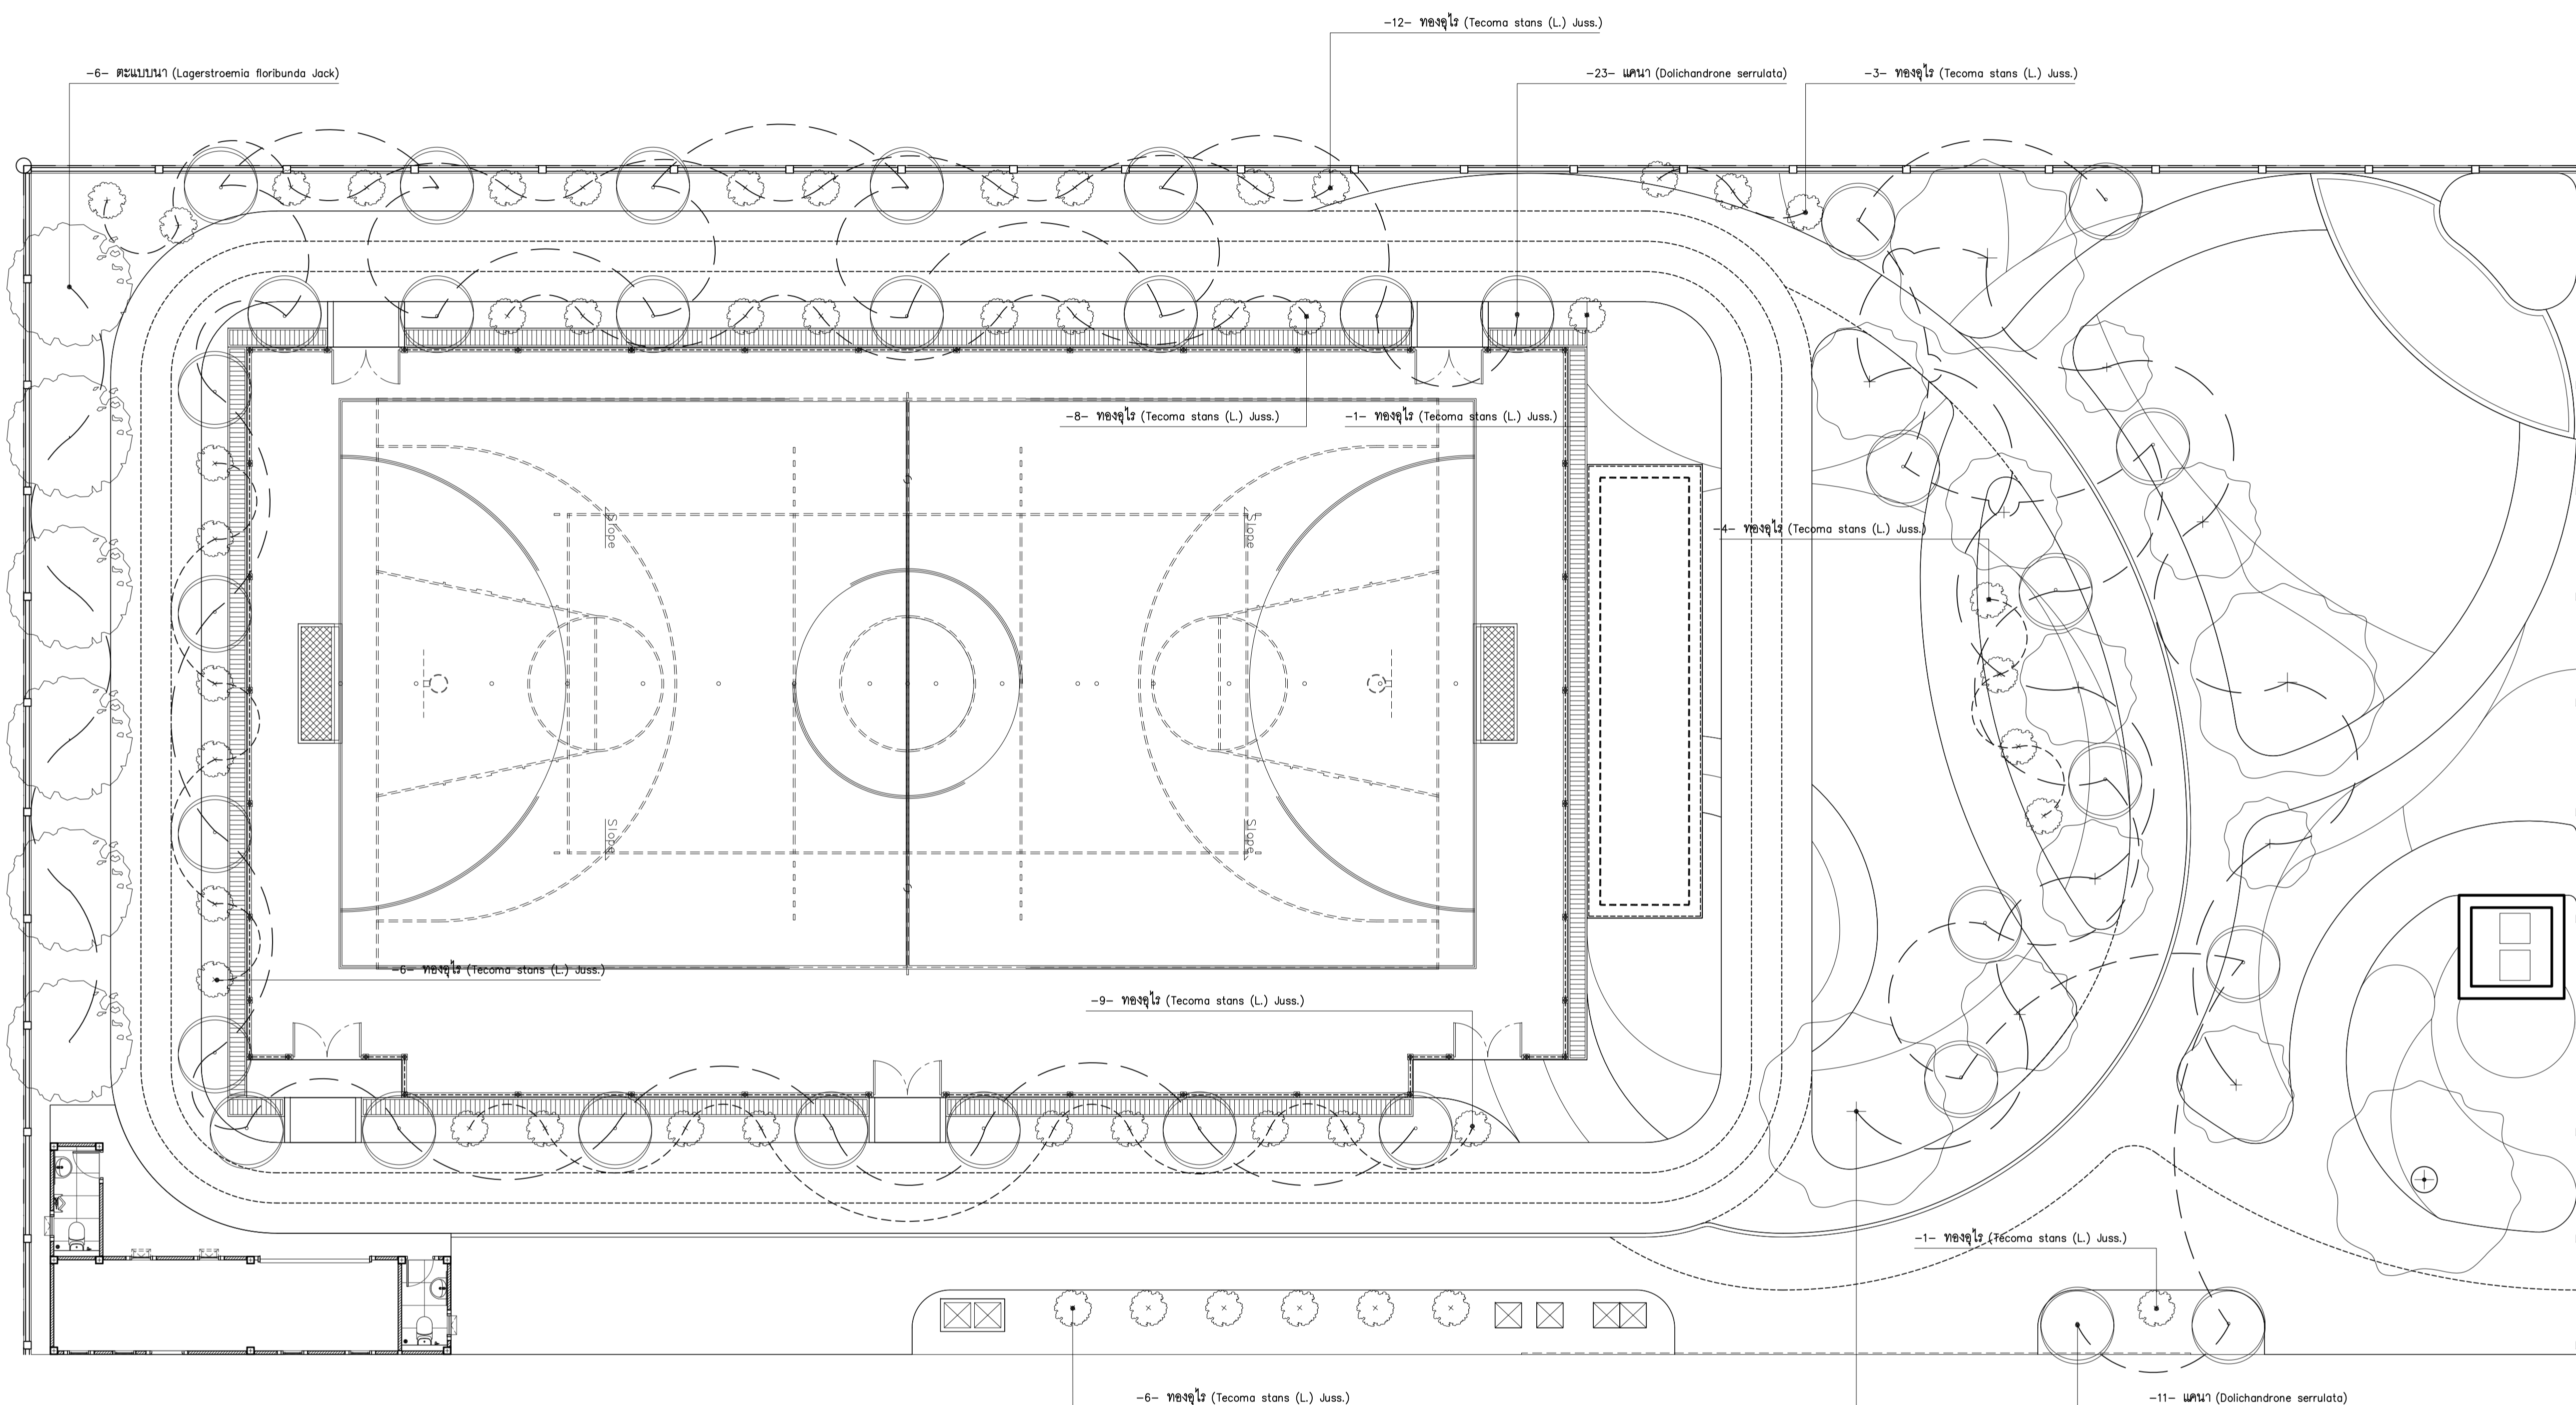 -12- ทองอุไร (Tecoma stans (L.) Juss.)
-6- ตะแบกนา (Lagerstroemia floribunda Jack)
-23- แคนา (Dolichandrone serrulata)
-3- ทองอุไร (Tecoma stans (L.) Juss.)
-8- ทองอุไร (Tecoma stans (L.) Juss.)
-1- ทองอุไร (Tecoma stans (L.) Juss.)
Slope
Slope
-4- ทองอุไร (Tecoma stans (L.) Juss.)
Slope
Slope
-6- ทองอุไร (Tecoma stans (L.) Juss.)
-9- ทองอุไร (Tecoma stans (L.) Juss.)
-1- ทองอุไร (Tecoma stans (L.) Juss.)
-6- ทองอุไร (Tecoma stans (L.) Juss.)
-11- แคนา (Dolichandrone serrulata)